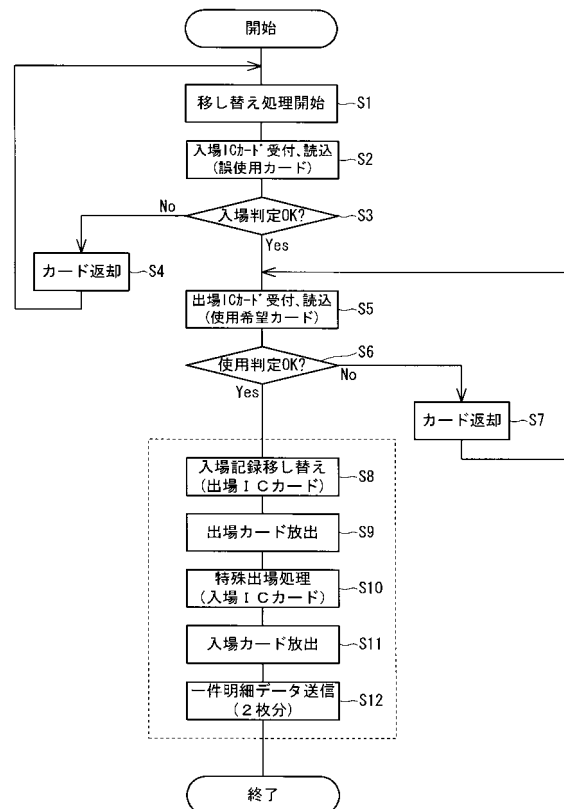 開始
移し替え処理開始
S1
入場ICｶｰﾄﾞ受付、読込
(誤使用カード)
S2
入場判定OK?
S3
No
Yes
カード返却
S4
出場ICｶｰﾄﾞ受付、読込
(使用希望カード)
S5
使用判定OK?
S6
Yes
No
カード返却
S7
入場記録移し替え
(出場ＩＣカード)
S8
出場カード放出
S9
特殊出場処理
(入場ＩＣカード)
S10
入場カード放出
S11
一件明細データ送信
(２枚分)
S12
終了